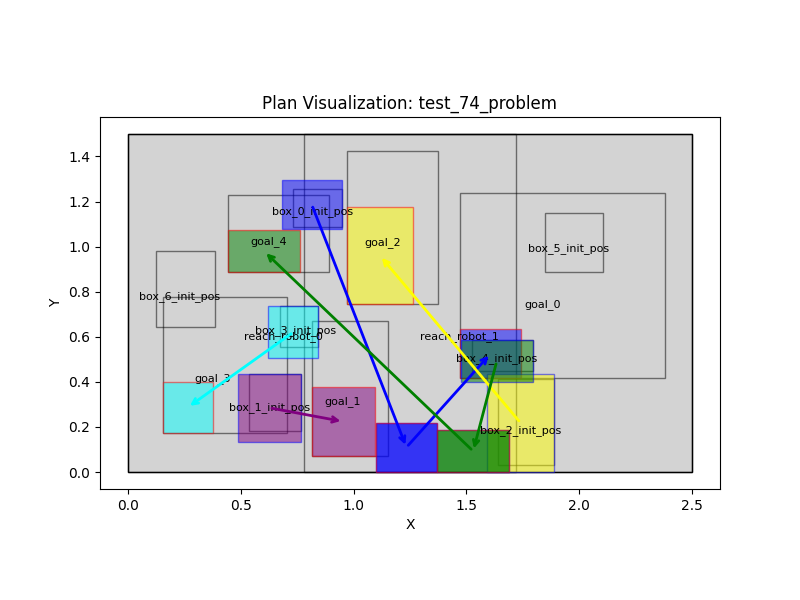 Plan Visualization: test_74_problem
Y
1.4
1.2
1.0
0.8
0.6
0.4
0.2
0.0
box_0_init_pos
goal_4
goal_2
box_5_init_pos
box_6_init_pos
goal_0
box_3_init_pos
reach_robot_0
reach_robot_1
box_4_init_pos
goal_3
box_1_init_pos
goal_1
box_2_init_pos
0.0
0.5
1.0
1.5
2.0
2.5
X